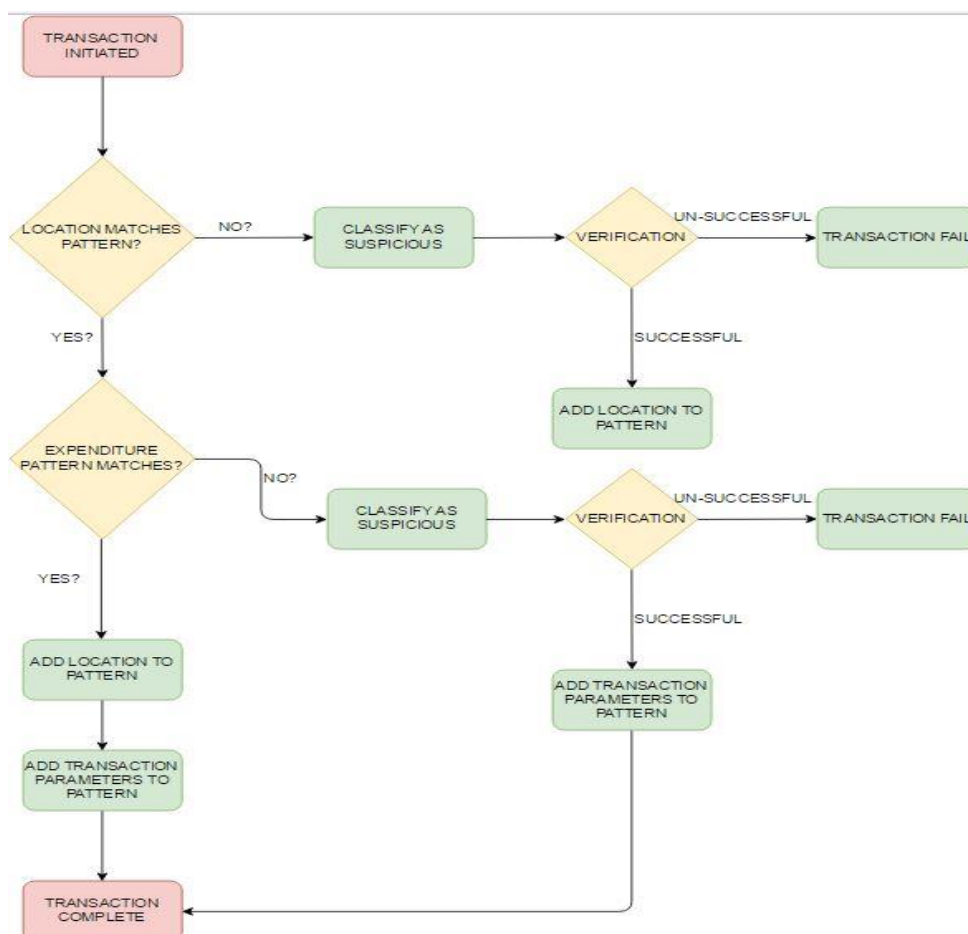 TRANSACTION
INITIATED
LOCATION MATCHES
PATTERN?
NO?
CLASSIFY AS
SUSPICIOUS
VERIFICATION
UN-SUCCESSFUL
TRANSACTION FAIL
YES?
SUCCESSFUL
ADD LOCATION TO
PATTERN
EXPENDITURE
PATTERN MATCHES?
NO?
CLASSIFY AS
SUSPICIOUS
VERIFICATION
UN-SUCCESSFUL
TRANSACTION FAIL
YES?
SUCCESSFUL
ADD LOCATION TO
PATTERN
ADD TRANSACTION
PARAMETERS TO
PATTERN
ADD TRANSACTION
PARAMETERS TO
PATTERN
TRANSACTION
COMPLETE